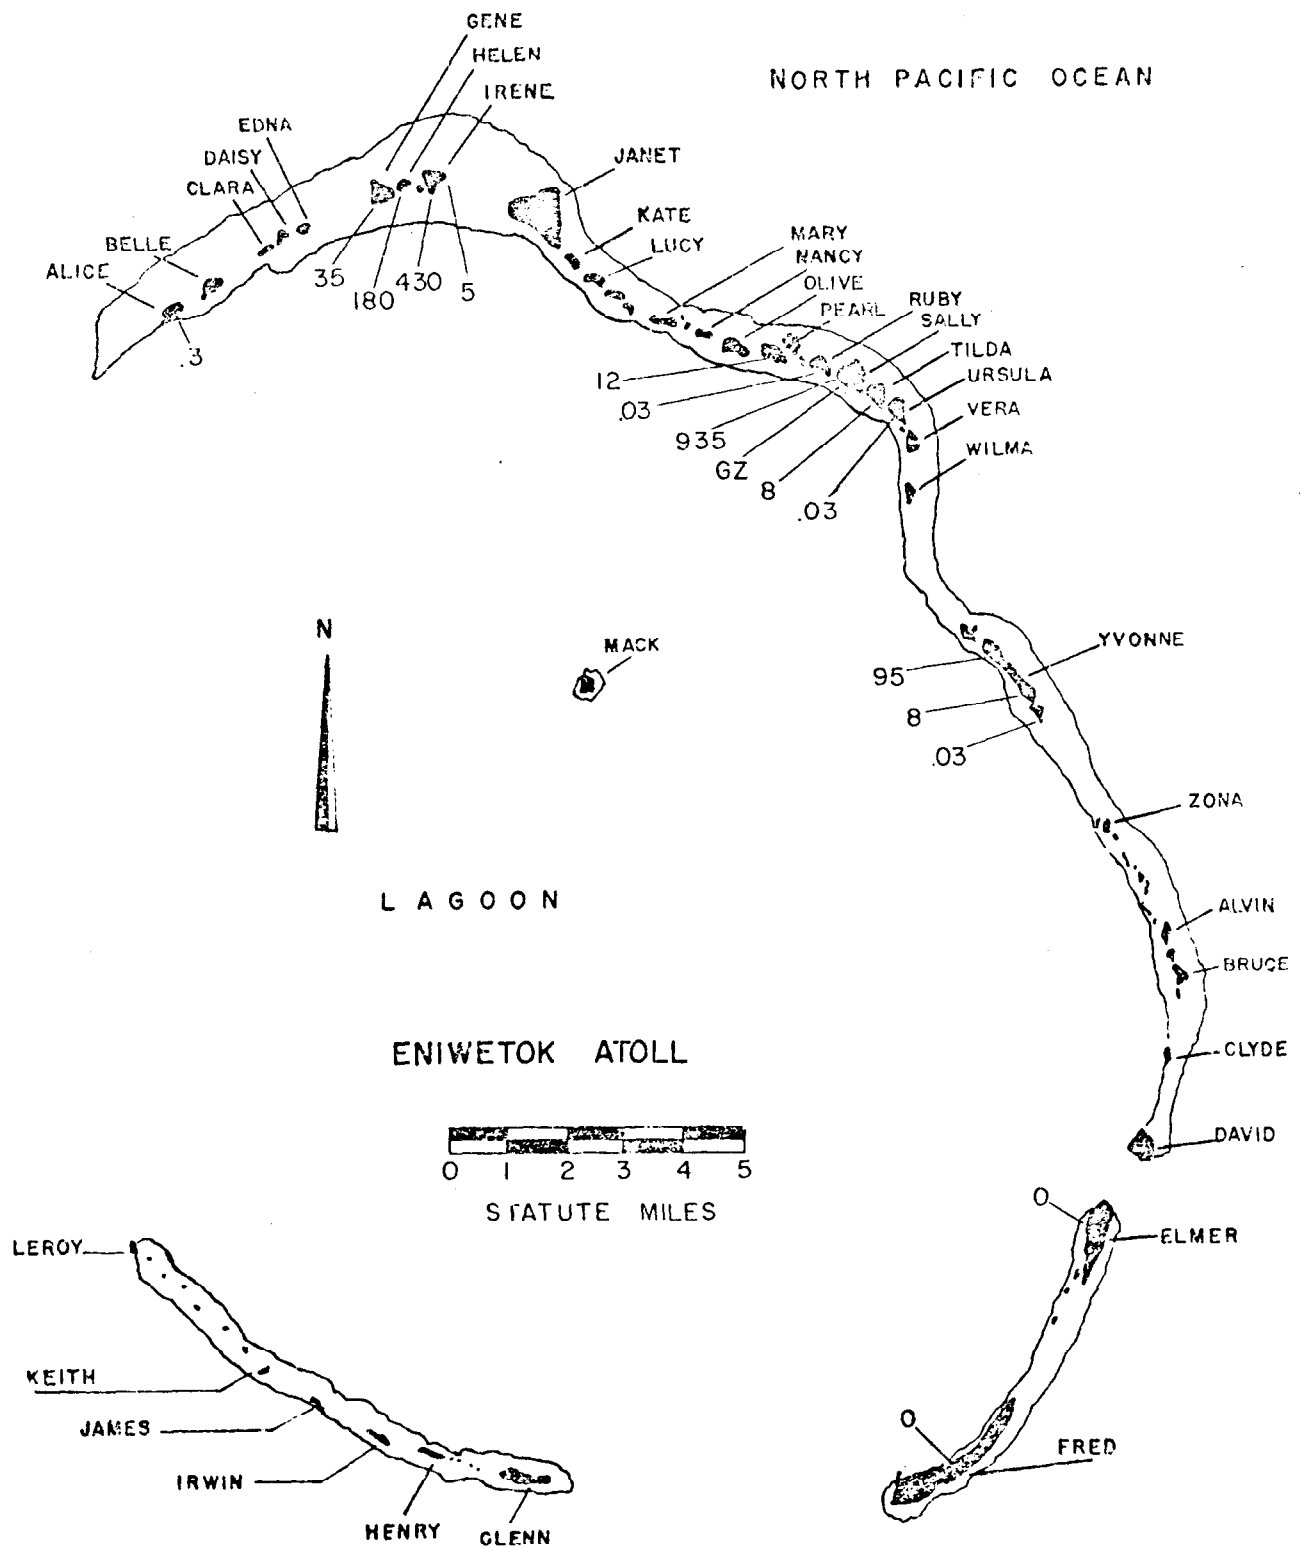 GENE
HELEN
IRENE
NORTH PACIFIC OCEAN
EDNA
DAISY
CLARA
JANET
KATE
LUCY
MARY
NANCY
OLIVE
PEARL
RUBY
SALLY
TILDA
URSULA
VERA
WILMA
BELLE
ALICE
35
180
430
5
.3
12
.03
935
GZ
8
.03
N
MACK
YVONNE
95
8
.03
ZONA
LAGOON
ALVIN
BRUCE
ENIWETOK ATOLL
CLYDE
DAVID
0 1 2 3 4 5
STATUTE MILES
0
ELMER
LEROY
KEITH
JAMES
IRWIN
HENRY
GLENN
0
FRED